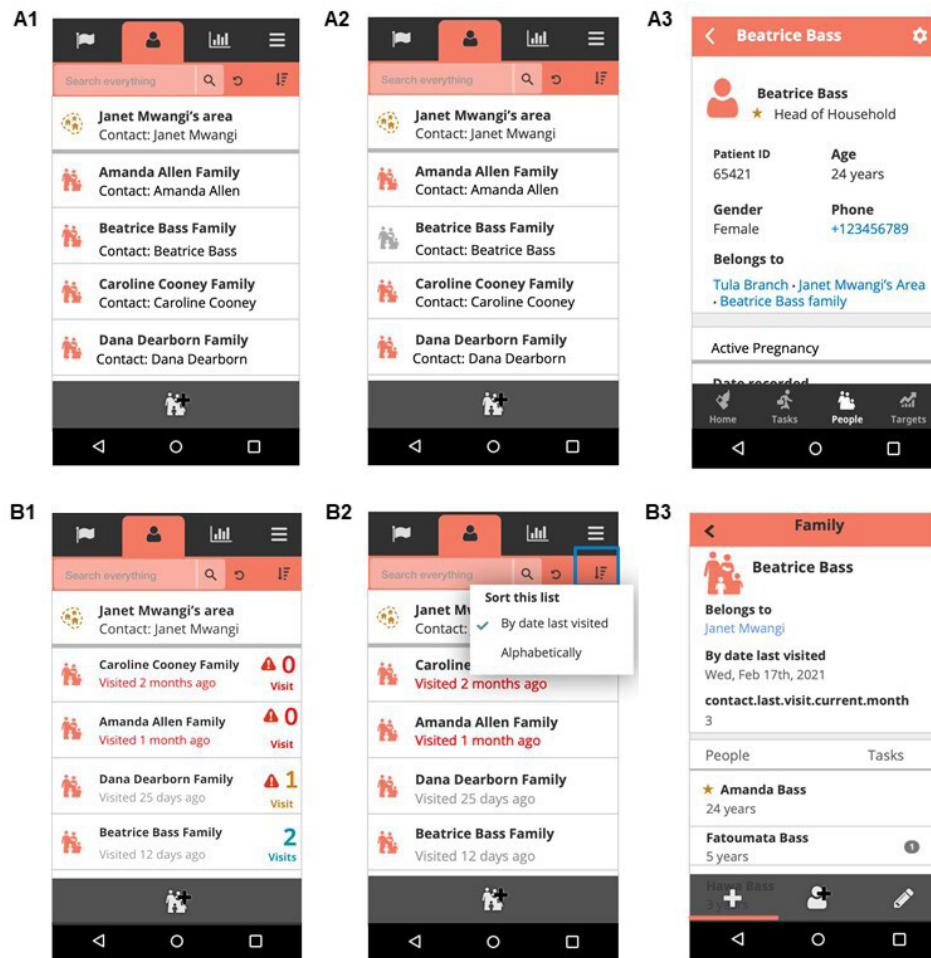 A1
Search everything
Janet Mwangi's area
Contact: Janet Mwangi
Amanda Allen Family
Contact: Amanda Allen
Beatrice Bass Family
Contact: Beatrice Bass
Caroline Cooney Family
Contact: Caroline Cooney
Dana Dearborn Family
Contact: Dana Dearborn
A2
Search everything
Janet Mwangi's area
Contact: Janet Mwangi
Amanda Allen Family
Contact: Amanda Allen
Beatrice Bass Family
Contact: Beatrice Bass
Caroline Cooney Family
Contact: Caroline Cooney
Dana Dearborn Family
Contact: Dana Dearborn
A3
Beatrice Bass
Beatrice Bass
Head of Household
Patient ID Age
65421 24 years
Gender Phone
Female +123456789
Belongs to
Tula Branch • Janet Mwangi's Area
• Beatrice Bass family
Active Pregnancy
Date recorded
Home Tasks People Targets
B1
Search everything
Janet Mwangi's area
Contact: Janet Mwangi
Caroline Cooney Family 0
Visited 2 months ago Visit
Amanda Allen Family 0
Visited 1 month ago Visit
Dana Dearborn Family 1
Visited 25 days ago Visit
Beatrice Bass Family 2
Visited 12 days ago Visits
B2
Search everything
Sort this list
By date last visited
Alphabetically
Janet M
Contact:
Caroline
Visited 2 months ago
Amanda Allen Family
Visited 1 month ago
Dana Dearborn Family
Visited 25 days ago
Beatrice Bass Family
Visited 12 days ago
B3
Family
Beatrice Bass
Belongs to
Janet Mwangi
By date last visited
Wed, Feb 17th, 2021
contact.last.visit.current.month
3
People Tasks
Amanda Bass
24 years
Fatoumata Bass
5 years 1
Hawa Bass
3 years